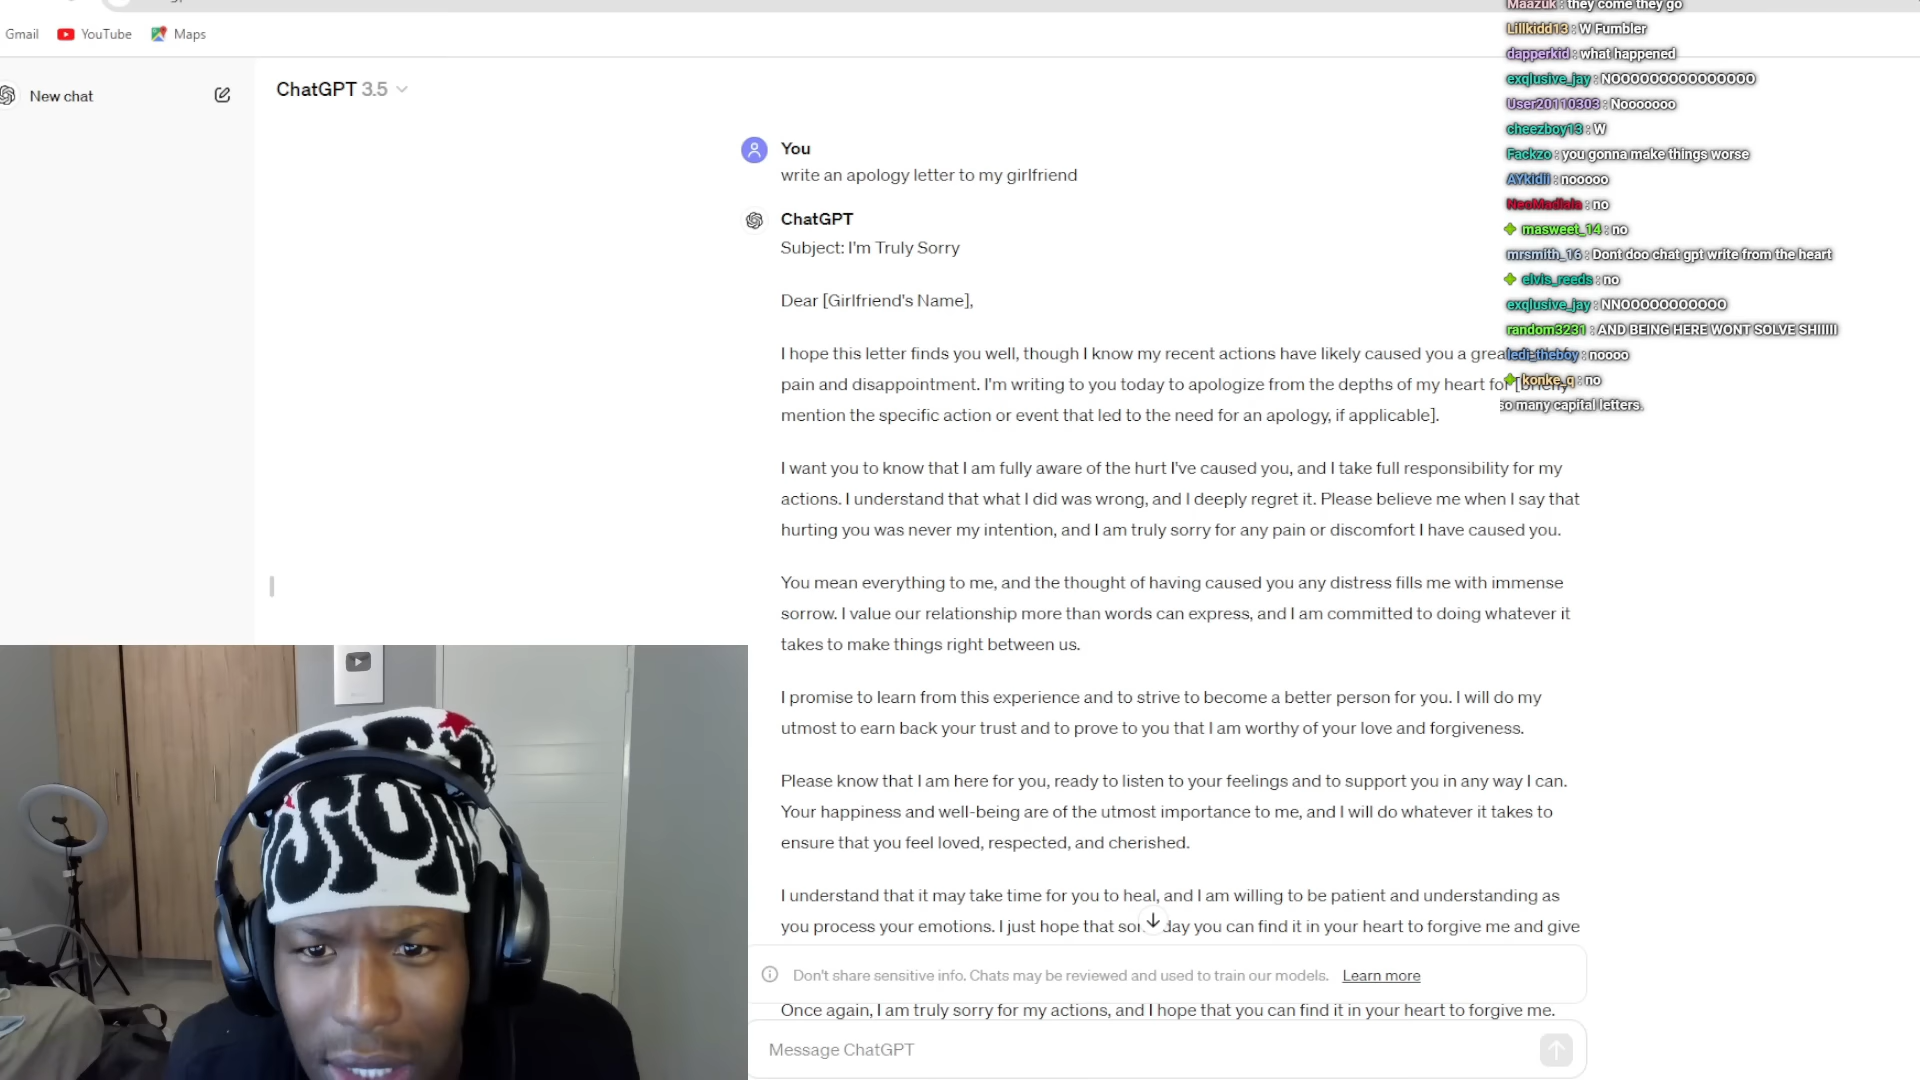 Gmail
YouTube
Maps
New chat
ChatGPT 3.5
You
write an apology letter to my girlfriend
ChatGPT
Subject: I'm Truly Sorry
Dear [Girlfriend's Name],
I hope this letter finds you well, though I know my recent actions have likely caused you a great
pain and disappointment. I'm writing to you today to apologize from the depths of my heart for [briefly
mention the specific action or event that led to the need for an apology, if applicable].
I want you to know that I am fully aware of the hurt I've caused you, and I take full responsibility for my
actions. I understand that what I did was wrong, and I deeply regret it. Please believe me when I say that
hurting you was never my intention, and I am truly sorry for any pain or discomfort I have caused you.
You mean everything to me, and the thought of having caused you any distress fills me with immense
sorrow. I value our relationship more than words can express, and I am committed to doing whatever it
takes to make things right between us.
I promise to learn from this experience and to strive to become a better person for you. I will do my
utmost to earn back your trust and to prove to you that I am worthy of your love and forgiveness.
Please know that I am here for you, ready to listen to your feelings and to support you in any way I can.
Your happiness and well-being are of the utmost importance to me, and I will do whatever it takes to
ensure that you feel loved, respected, and cherished.
I understand that it may take time for you to heal, and I am willing to be patient and understanding as
you process your emotions. I just hope that someday you can find it in your heart to forgive me and give
Don't share sensitive info. Chats may be reviewed and used to train our models. Learn more
Once again, I am truly sorry for my actions, and I hope that you can find it in your heart to forgive me.
Message ChatGPT
Maazuk : they come they go
Lillkidd13 : W Fumbler
dapperkid : what happened
exqlusive_jay : NOOOOOOOOOOOOOOO
User20110303 : Nooooooo
cheezboy13 : W
Fackzo : you gonna make things worse
AYkidii : nooooo
NeoMadlala : no
masweet_14 : no
mrsmith_16 : Dont doo chat gpt write from the heart
elvis_reeds : no
exqlusive_jay : NNOOOOOOOOOOO
random3231 : AND BEING HERE WONT SOLVE SHIIIII
ledi_theboy : noooo
konke_q : no
so many capital letters.